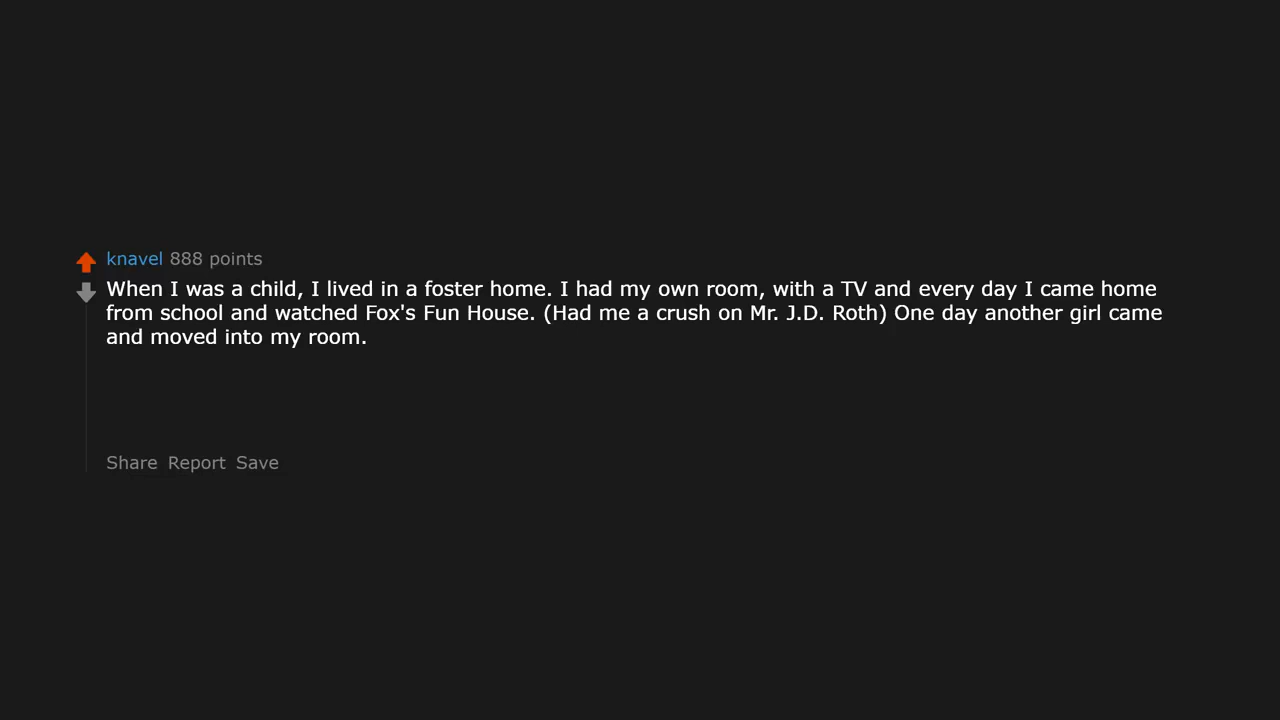 knavel 888 points
When I was a child, I lived in a foster home. I had my own room, with a TV and every day I came home
from school and watched Fox's Fun House. (Had me a crush on Mr. J.D. Roth) One day another girl came
and moved into my room.
Share Report Save